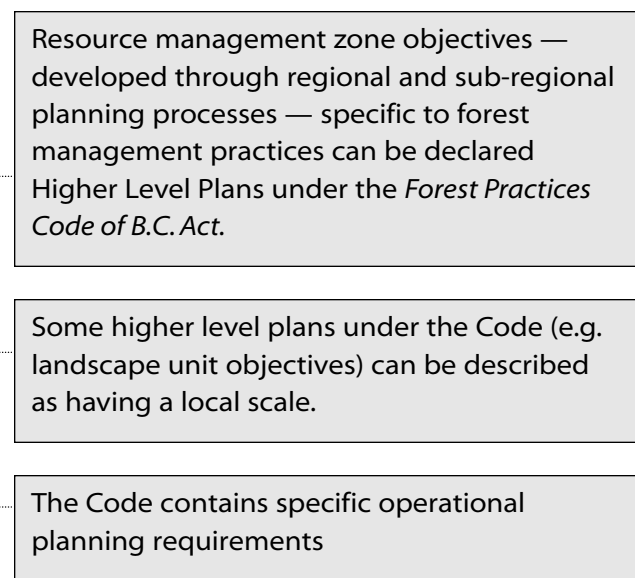 Resource management zone objectives —
developed through regional and sub-regional
planning processes — specific to forest
management practices can be declared
Higher Level Plans under the Forest Practices
Code of B.C. Act.
Some higher level plans under the Code (e.g.
landscape unit objectives) can be described
as having a local scale.
The Code contains specific operational
planning requirements